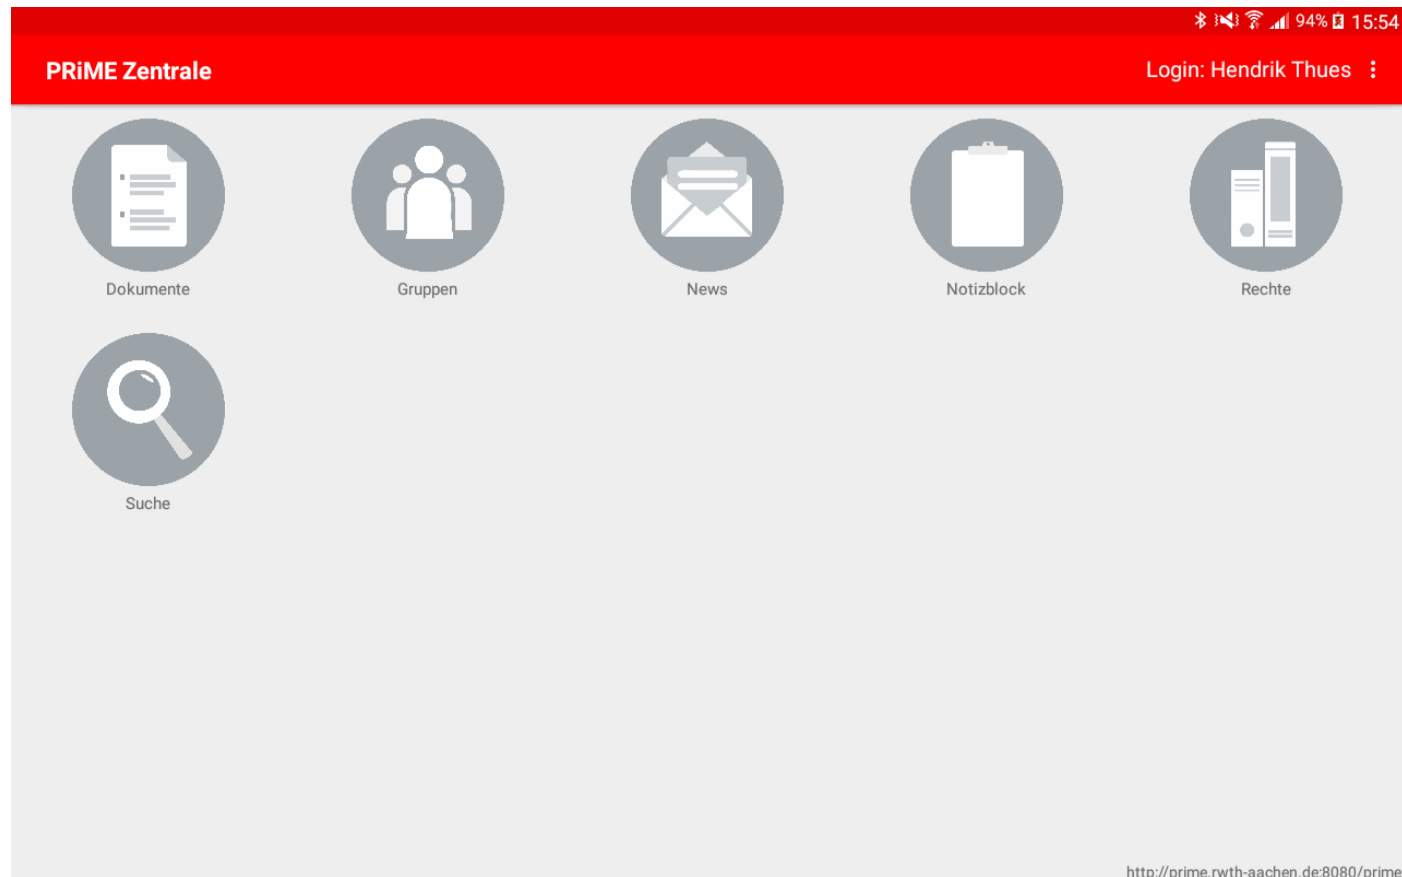 94% 15:54
PRiME Zentrale Login: Hendrik Thues
Dokumente Gruppen News Notizblock Rechte
Suche
http://prime.rwth-aachen.de:8080/prime